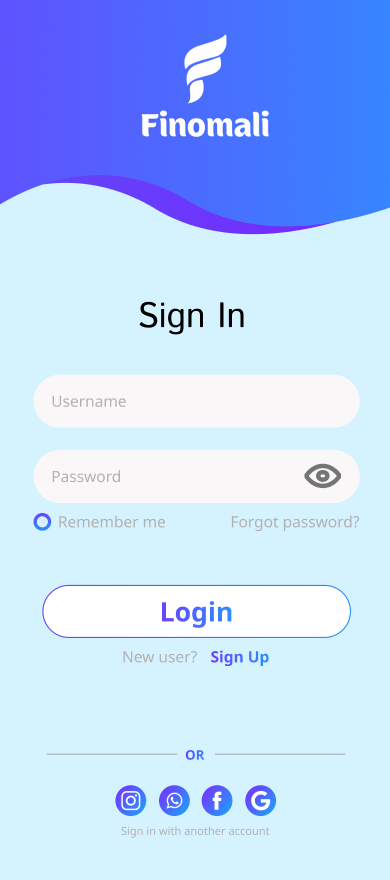 Finomali
Sign In
Username
Password
Remember me
Forgot password?
Login
New user? Sign Up
OR
Sign in with another account